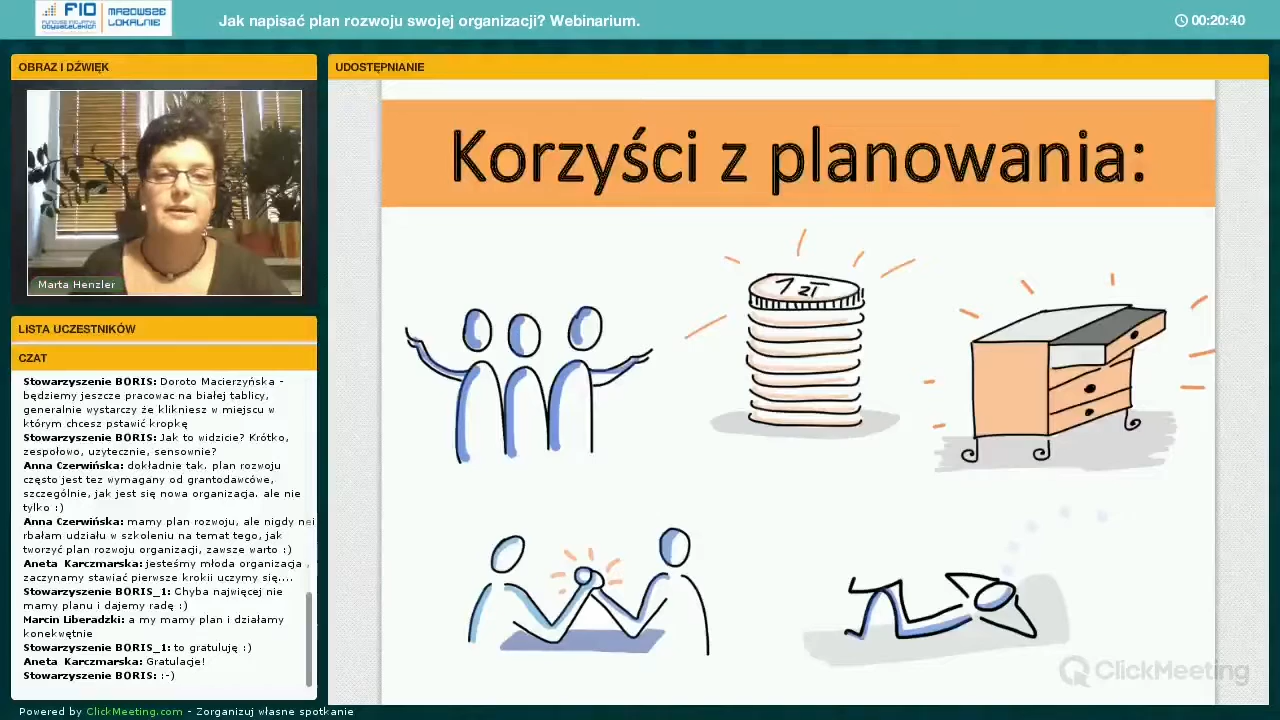 FIO
fundusz inicjatyw
obywatelskich
MAZOWSZE
LOKALNIE
Jak napisać plan rozwoju swojej organizacji? Webinarium.
00:20:40
OBRAZ I DŹWIĘK
Marta Henzler
LISTA UCZESTNIKÓW
CZAT
Stowarzyszenie BORIS: Doroto Macierzyńska -
będziemy jeszcze pracowac na białej tablicy,
generalnie wystarczy że klikniesz w miejscu w
którym chcesz pstawić kropkę
Stowarzyszenie BORIS: Jak to widzicie? Krótko,
zespołowo, uzytecznie, sensownie?
Anna Czerwińska: dokładnie tak. plan rozwoju
często jest tez wymagany od grantodawców,
szczególnie, jak jest się nowa organizacja. ale nie
tylko :)
Anna Czerwińska: mamy plan rozwoju, ale nigdy nei
rbałam udziału w szkoleniu na temat tego, jak
tworzyć plan rozwoju organizacji, zawsze warto :)
Aneta Karczmarska: jesteśmy młoda organizacja ,
zaczynamy stawiać pierwsze krokii uczymy się....
Stowarzyszenie BORIS_1: Chyba najwięcej nie
mamy planu i dajemy radę :)
Marcin Liberadzki: a my mamy plan i działamy
konekwętnie
Stowarzyszenie BORIS_1: to gratuluję :)
Aneta Karczmarska: Gratulacje!
Stowarzyszenie BORIS: :-)
UDOSTĘPNIANIE
Korzyści z planowania:
1 zł
ClickMeeting
Powered by ClickMeeting.com - Zorganizuj własne spotkanie